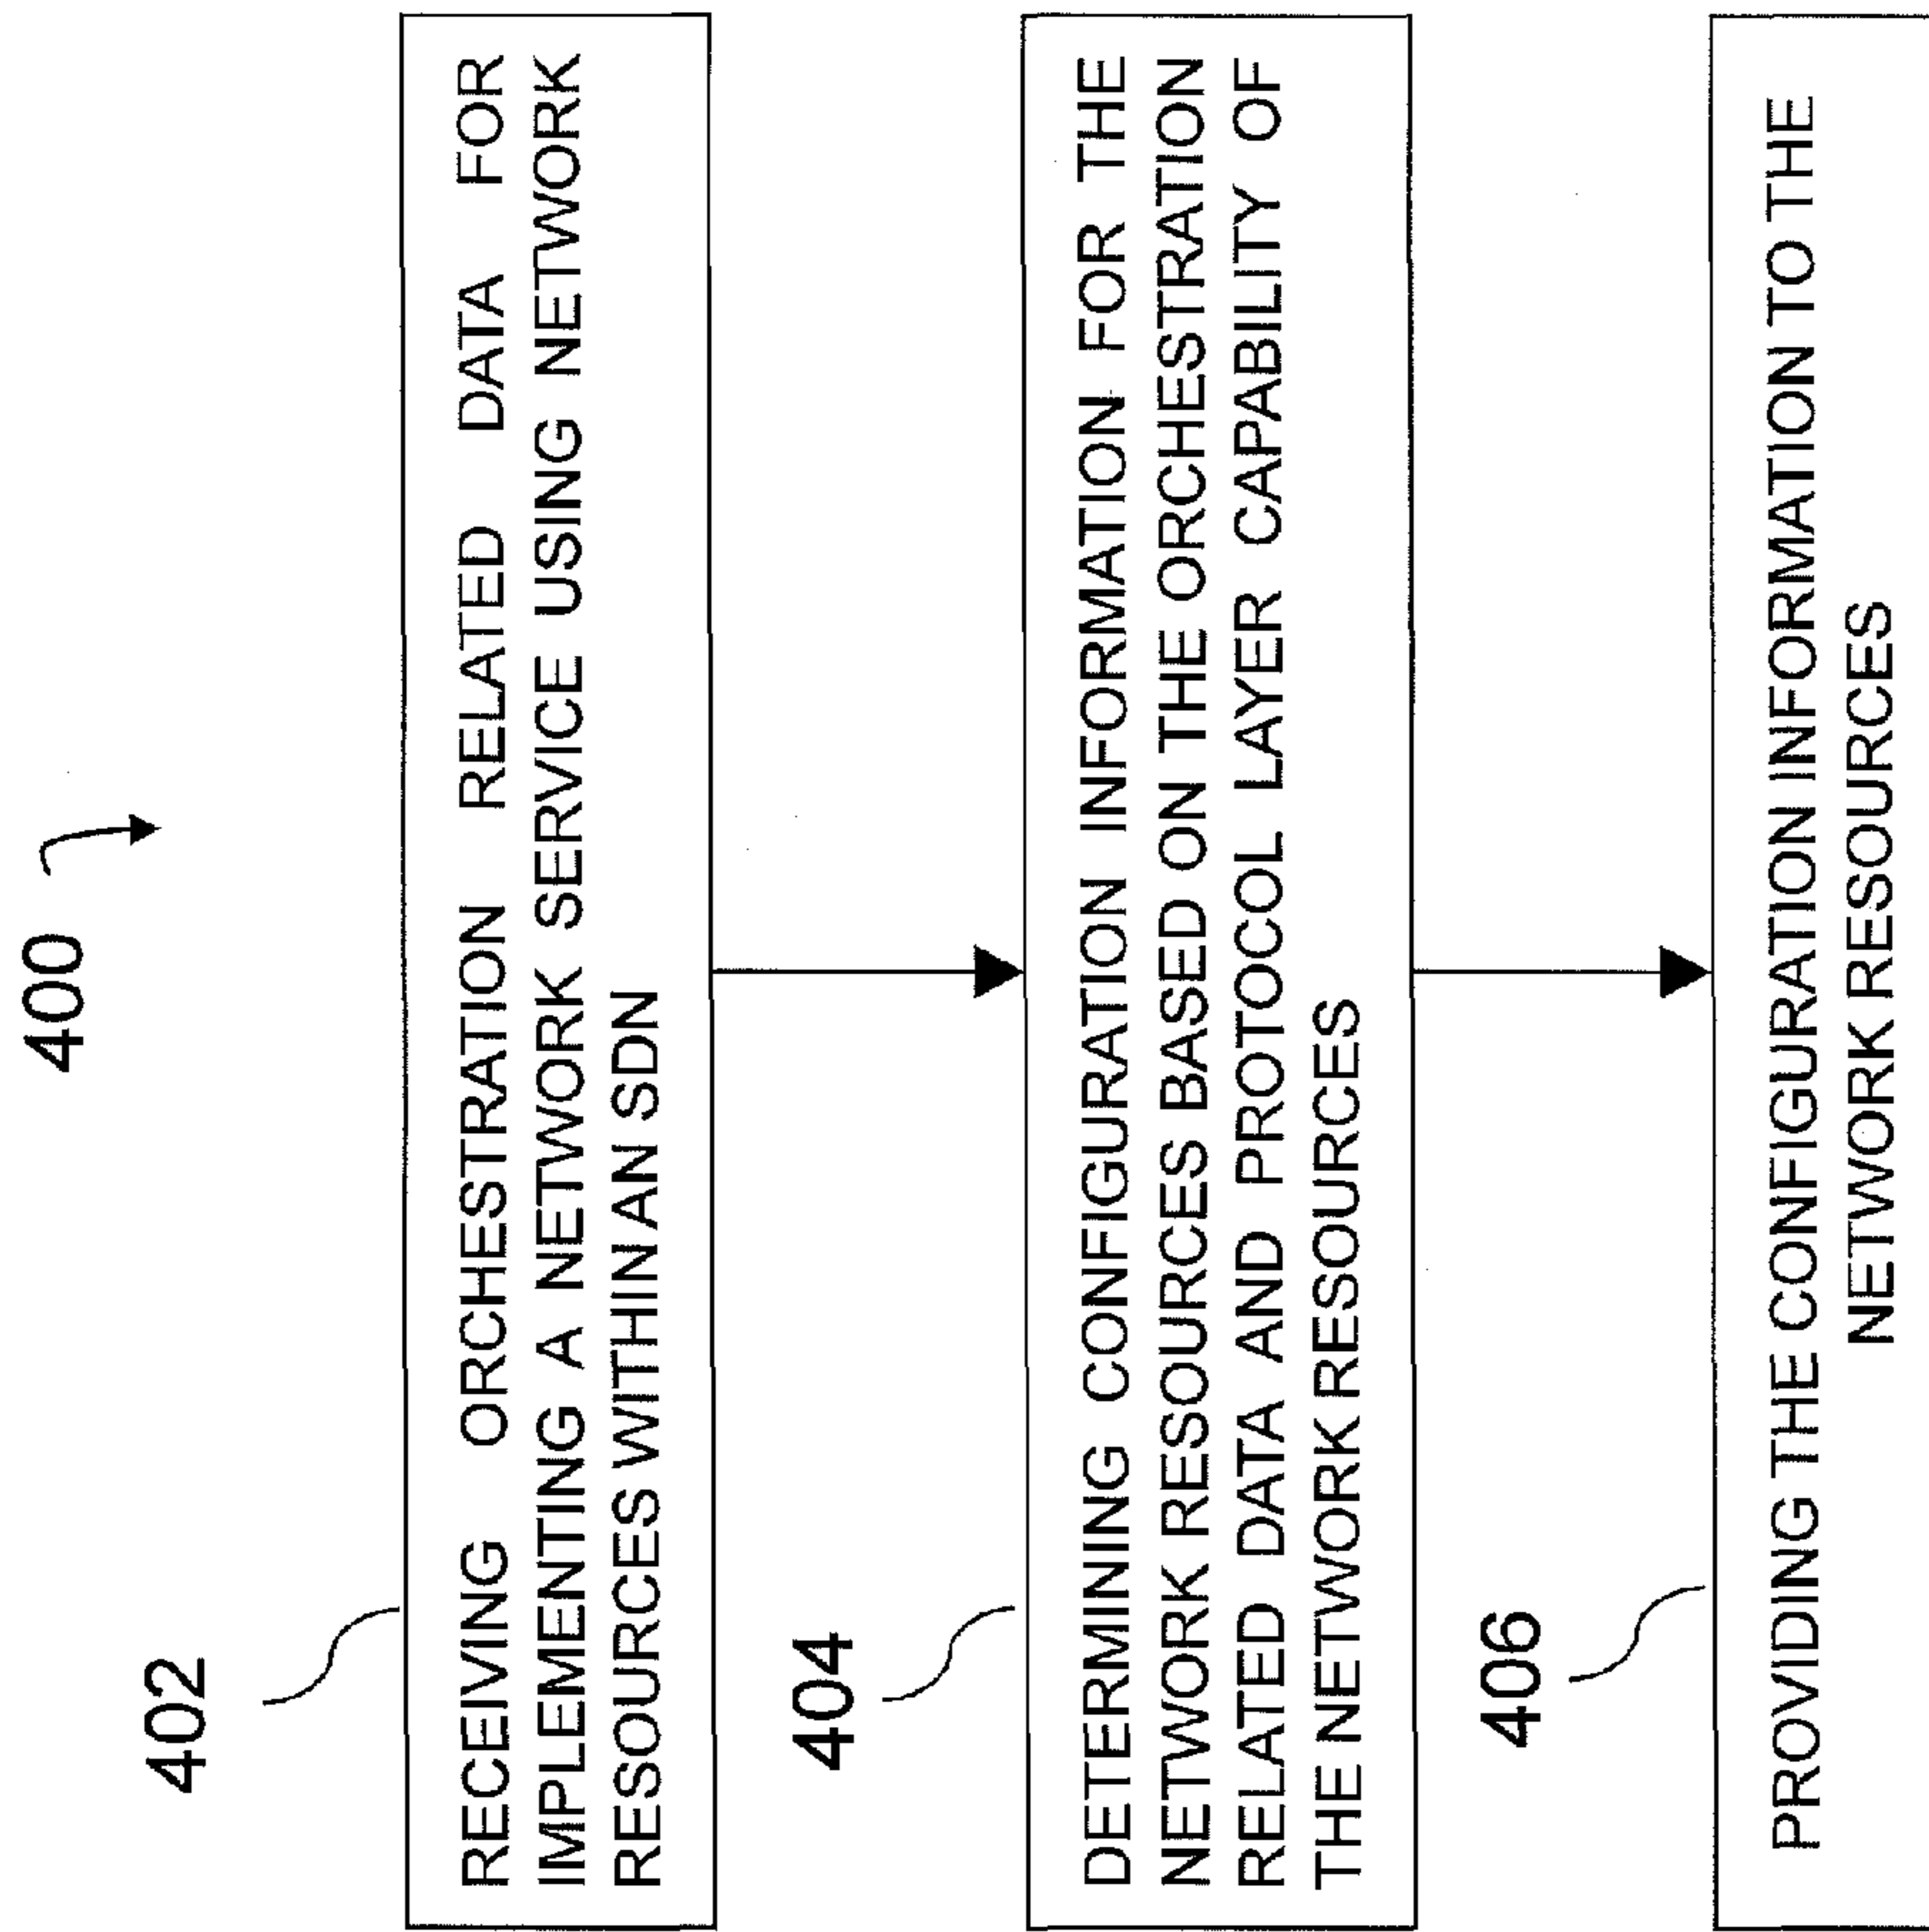 400
402
RECEIVING ORCHESTRATION RELATED DATA FOR
IMPLEMENTING A NETWORK SERVICE USING NETWORK
RESOURCES WITHIN AN SDN
404
DETERMINING CONFIGURATION INFORMATION FOR THE
NETWORK RESOURCES BASED ON THE ORCHESTRATION
RELATED DATA AND PROTOCOL LAYER CAPABILITY OF
THE NETWORK RESOURCES
406
PROVIDING THE CONFIGURATION INFORMATION TO THE
NETWORK RESOURCES